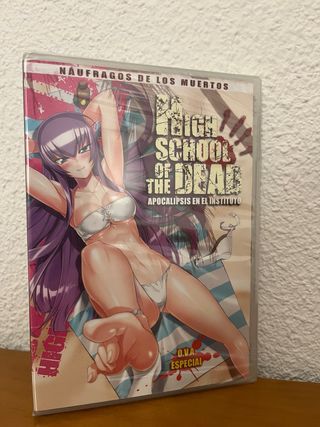 NÁUFRAGOS DE LOS MUERTOS
HIGH
SCHOOL
OF
THE DEAD
APOCALIPSIS EN EL INSTITUTO
O.V.A.
ESPECIAL